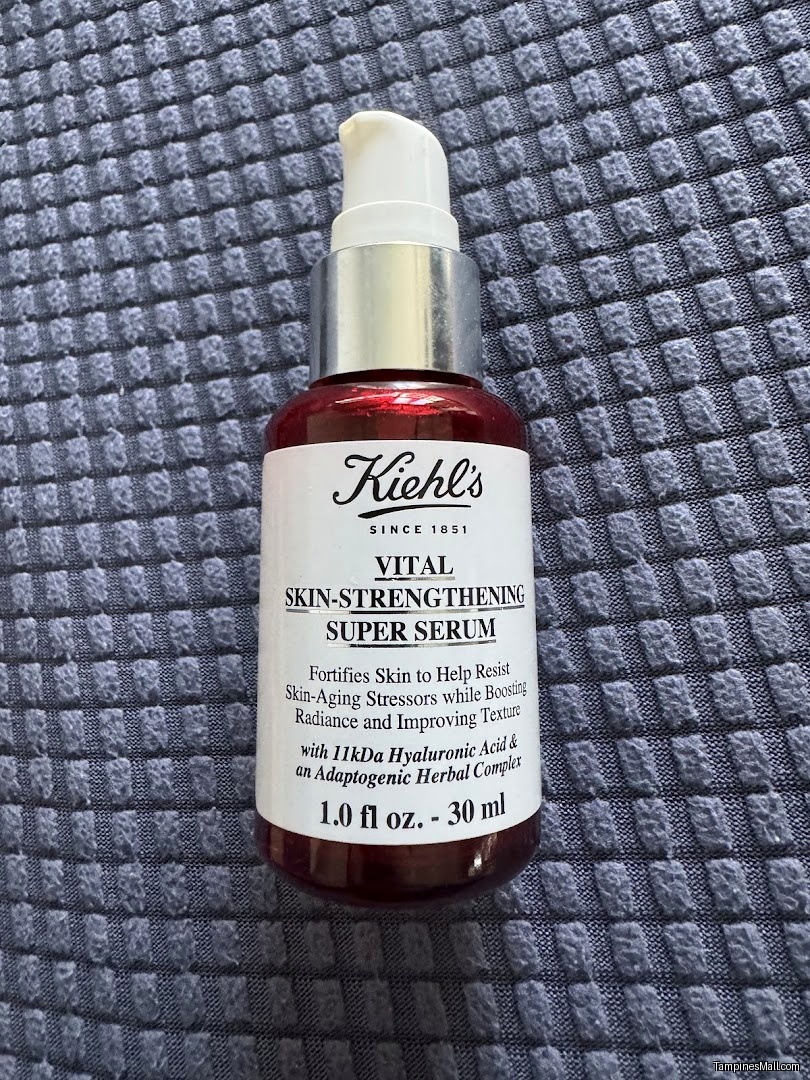 Kiehl's
SINCE 1851
VITAL
SKIN-STRENGTHENING
SUPER SERUM
Fortifies Skin to Help Resist
Skin-Aging Stressors while Boosting
Radiance and Improving Texture
with 11kDa Hyaluronic Acid &
an Adaptogenic Herbal Complex
1.0 fl oz. - 30 ml
TampinesMall.com